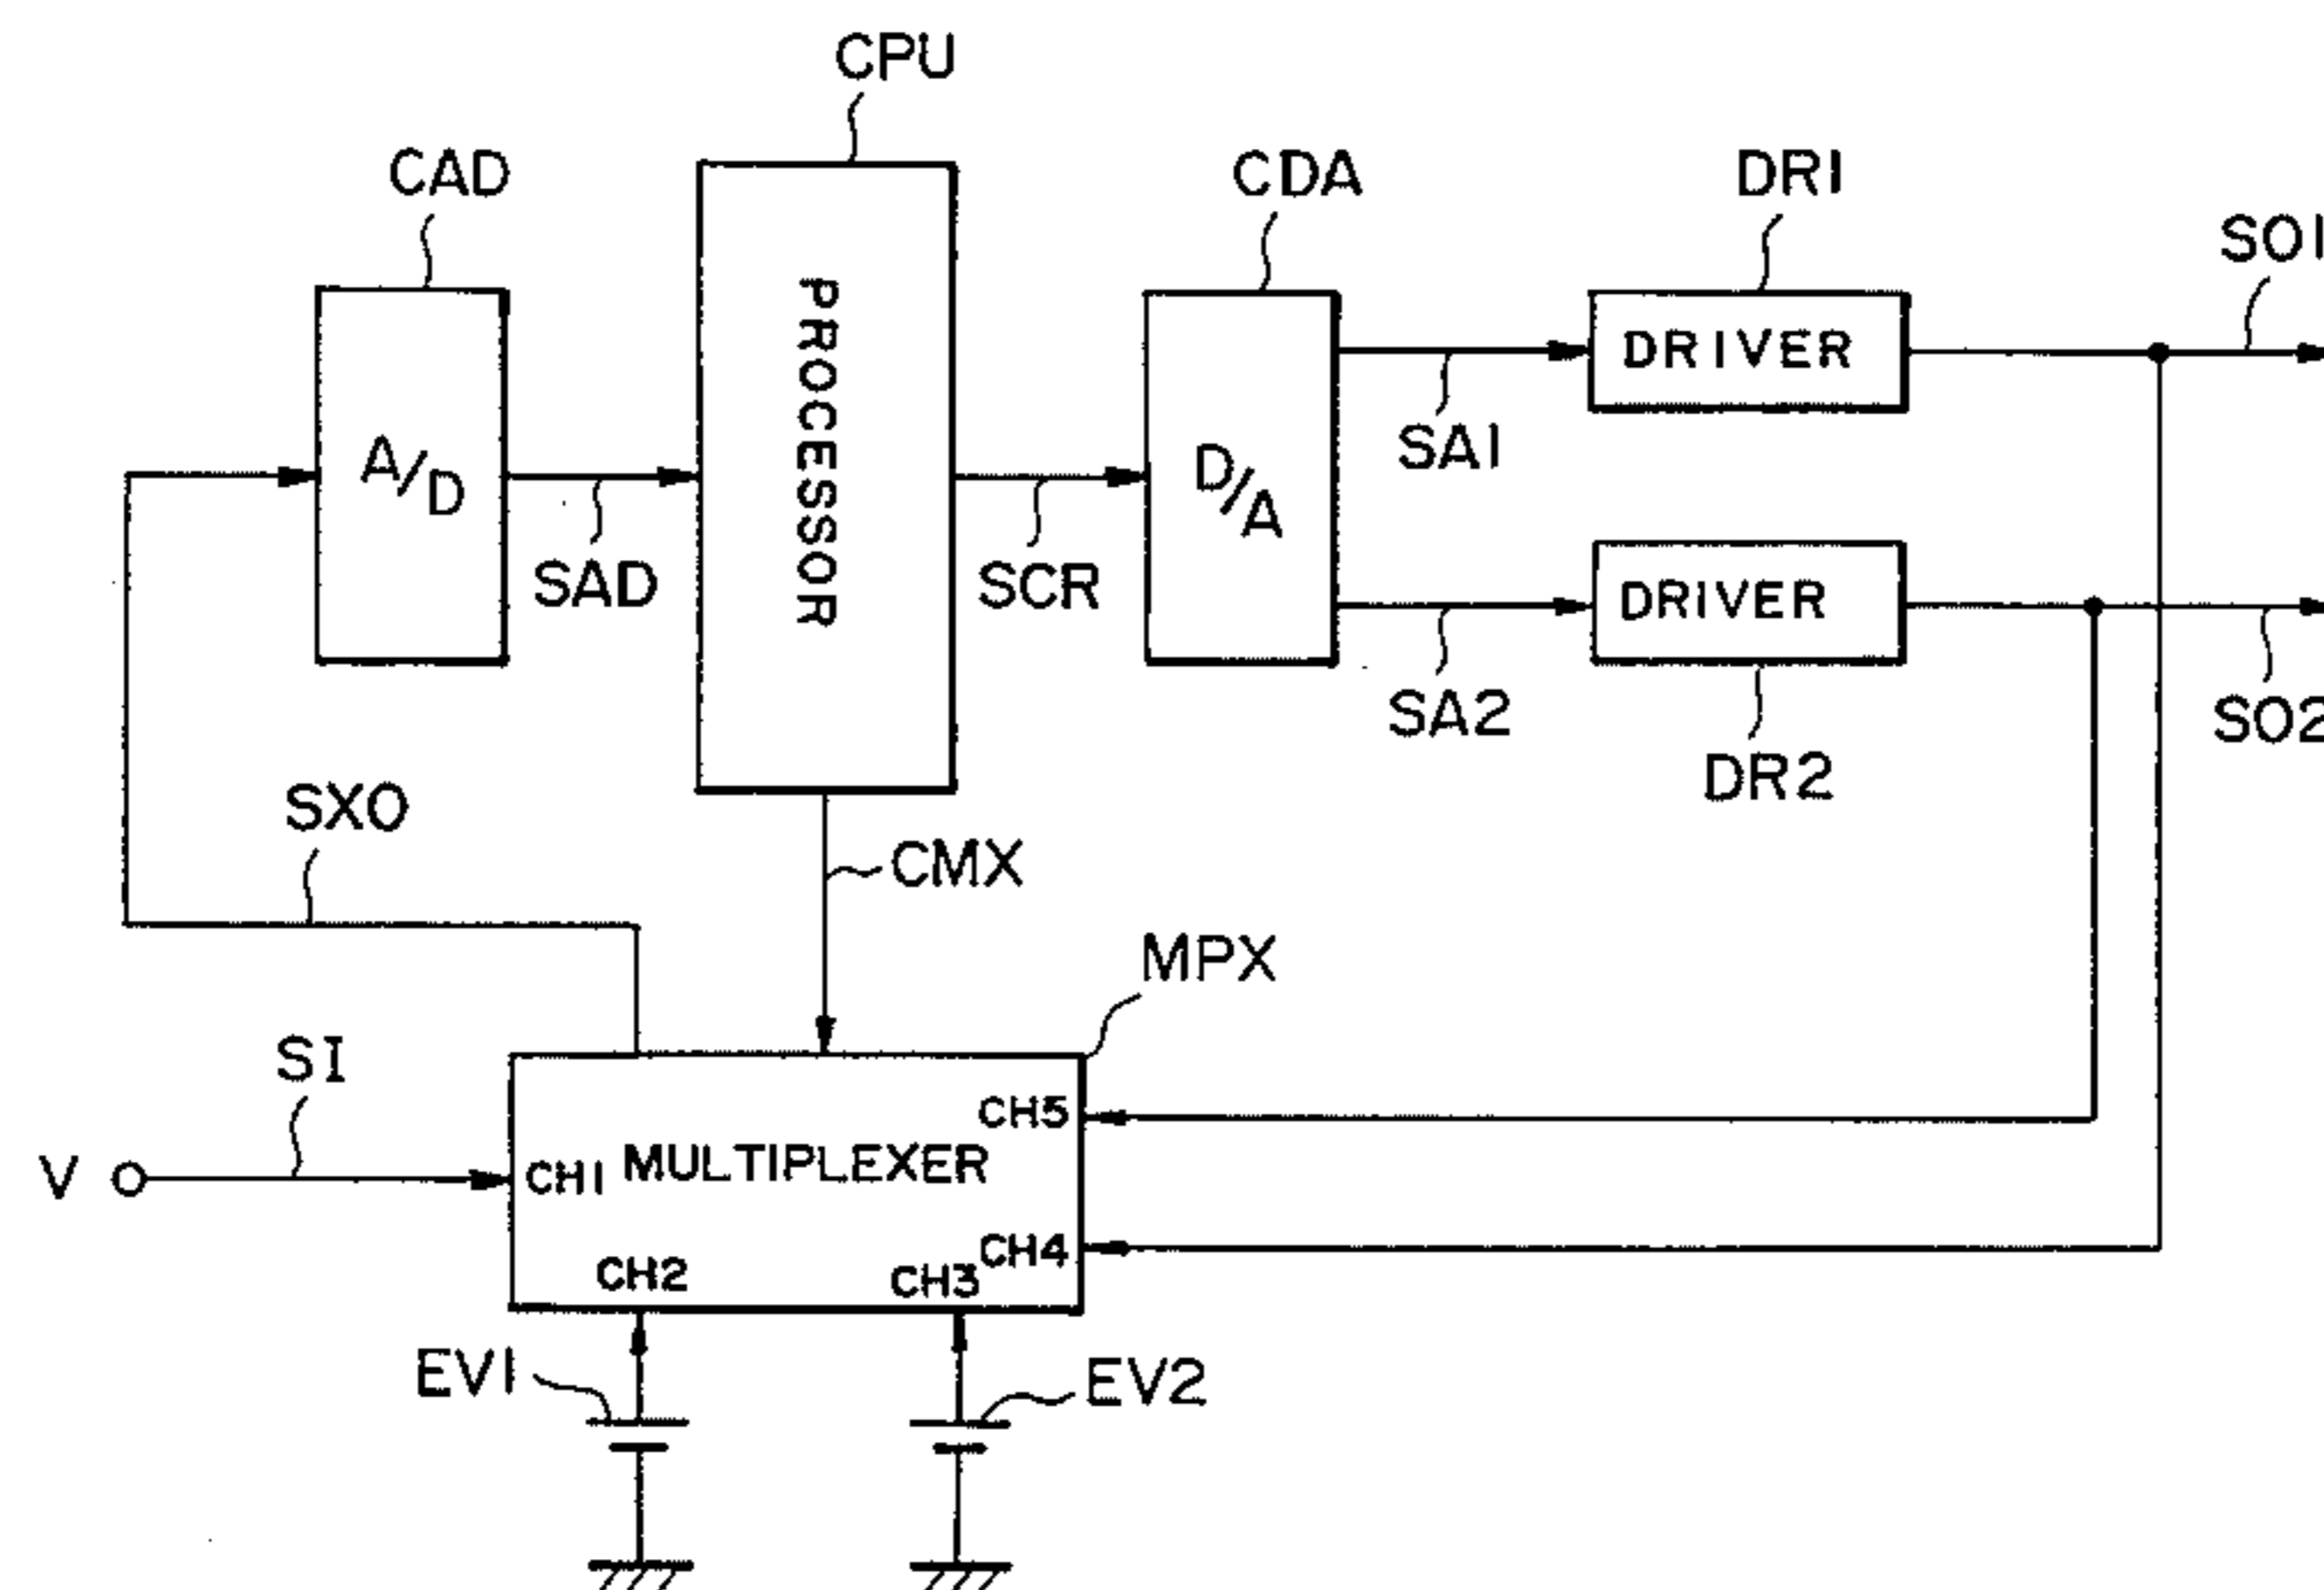 CPU
CAD
CDA
DR1
SO1
PROCESSOR
DRIVER
A/D
D/A
SA1
SAD
SCR
DRIVER
SA2
SO2
DR2
SXO
CMX
MPX
SI
CH5
V
CH1
MULTIPLEXER
CH4
CH2
CH3
EV1
EV2